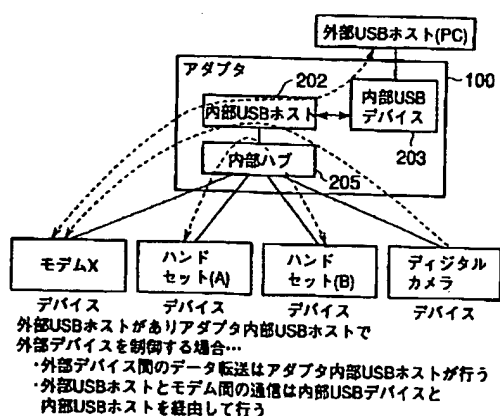 外部USBホスト(PC)
アダプタ
202
100
内部USBホスト
内部USB
デバイス
203
内部ハブ
205
モデムX
ハンド
セット(A)
ハンド
セット(B)
ディジタル
カメラ
デバイス
デバイス
デバイス
デバイス
外部USBホストがありアダプタ内部USBホストで
外部デバイスを制御する場合…
・外部デバイス間のデータ転送はアダプタ内部USBホストが行う
・外部USBホストとモデム間の通信は内部USBデバイスと
内部USBホストを経由して行う